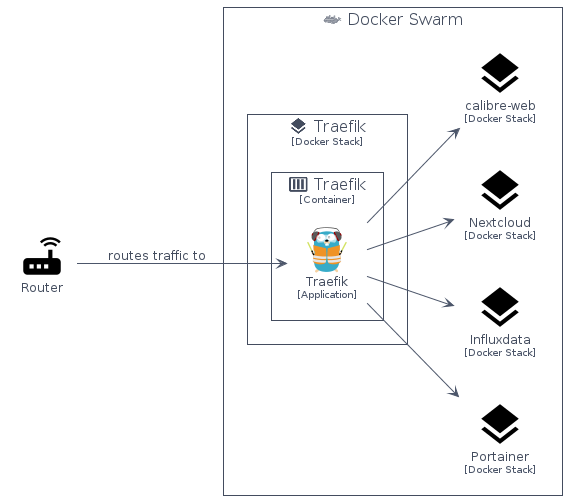 Docker Swarm
calibre-web
[Docker Stack]
Traefik
[Docker Stack]
Traefik
[Container]
Nextcloud
[Docker Stack]
routes traffic to
Router
Traefik
[Application]
Influxdata
[Docker Stack]
Portainer
[Docker Stack]